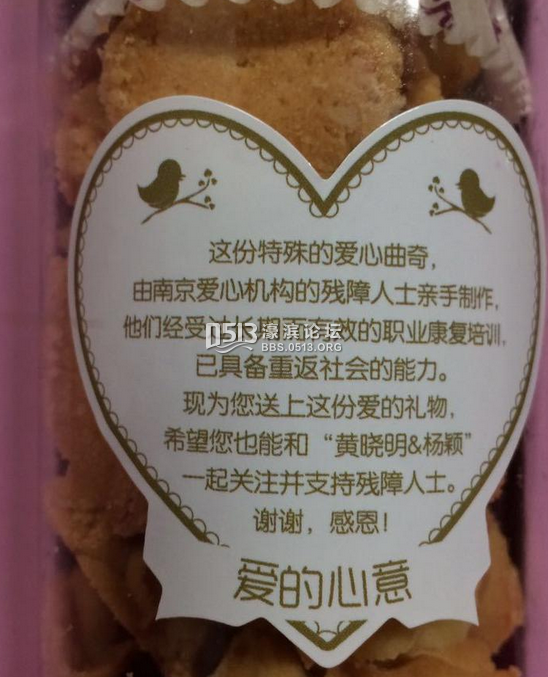 这份特殊的爱心曲奇，
由南京爱心机构的残障人士亲手制作，
他们经受过长期而有效的职业康复培训，
0513 濠滨论坛
BBS.0513.ORG
已具备重返社会的能力。
现为您送上这份爱的礼物，
希望您也能和“黄晓明&杨颖”
一起关注并支持残障人士。
谢谢，感恩！
爱的心意